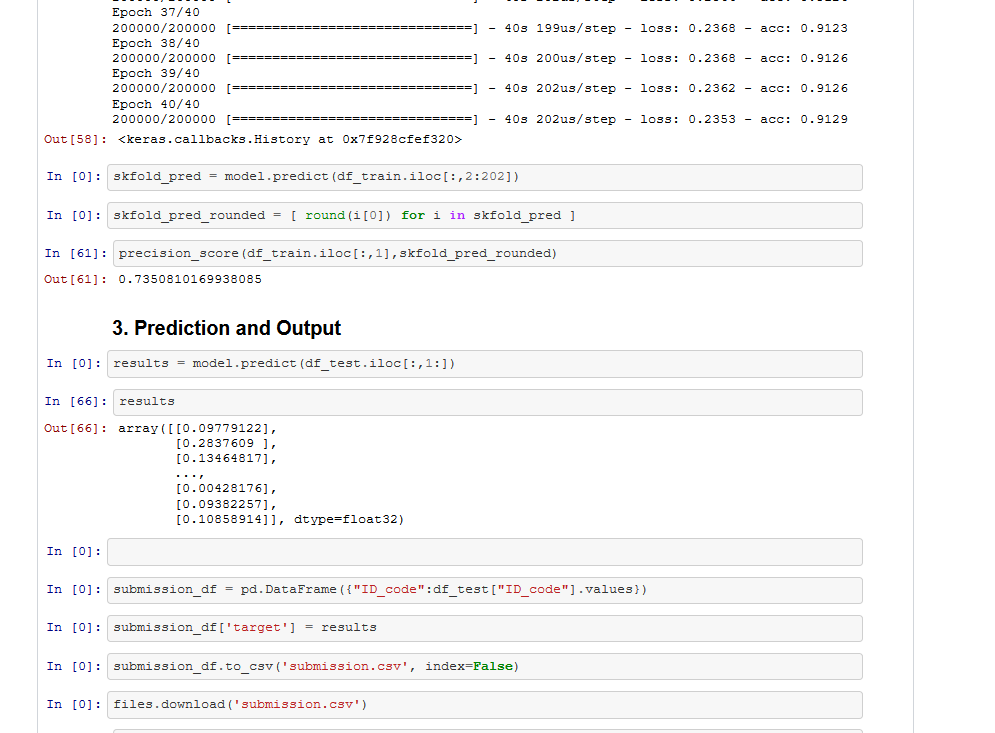 Epoch 37/40
200000/200000 [==============================] - 40s 199us/step - loss: 0.2368 - acc: 0.9123
Epoch 38/40
200000/200000 [==============================] - 40s 200us/step - loss: 0.2368 - acc: 0.9126
Epoch 39/40
200000/200000 [==============================] - 40s 202us/step - loss: 0.2362 - acc: 0.9126
Epoch 40/40
200000/200000 [==============================] - 40s 202us/step - loss: 0.2353 - acc: 0.9129
Out[58]: <keras.callbacks.History at 0x7f928cfef320>
In [0]: skfold_pred = model.predict(df_train.iloc[:,2:202])
In [0]: skfold_pred_rounded = [ round(i[0]) for i in skfold_pred ]
In [61]: precision_score(df_train.iloc[:,1],skfold_pred_rounded)
Out[61]: 0.7350810169938085
3. Prediction and Output
In [0]: results = model.predict(df_test.iloc[:,1:])
In [66]: results
Out[66]: array([[0.09779122],
[0.2837609 ],
[0.13464817],
...,
[0.00428176],
[0.09382257],
[0.10858914]], dtype=float32)
In [0]:
In [0]: submission_df = pd.DataFrame({"ID_code":df_test["ID_code"].values})
In [0]: submission_df['target'] = results
In [0]: submission_df.to_csv('submission.csv', index=False)
In [0]: files.download('submission.csv')